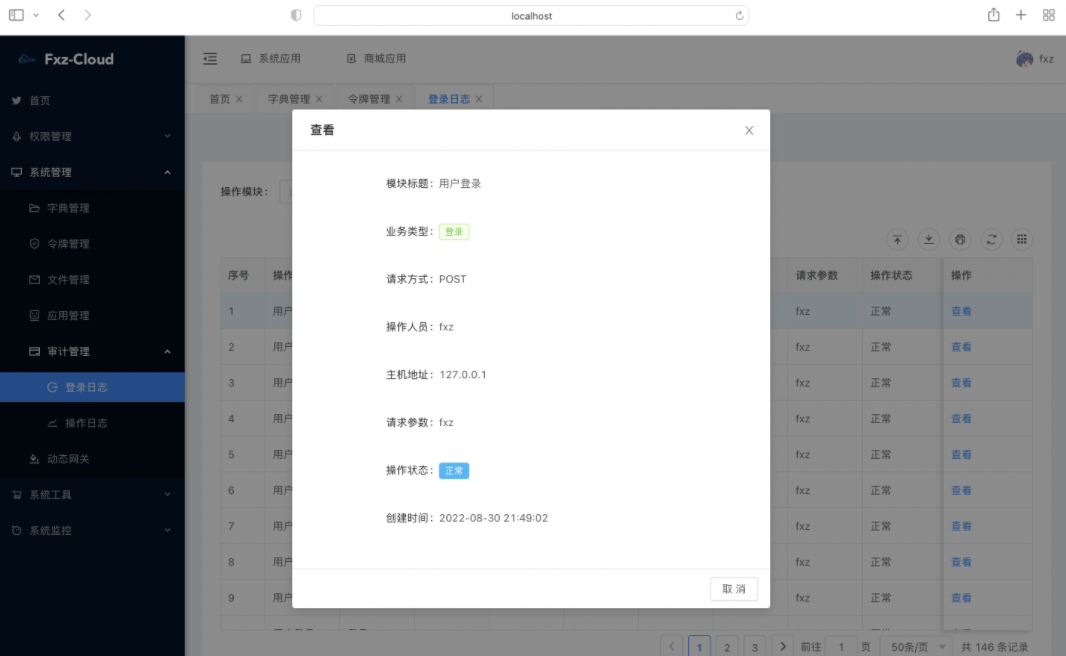 localhost
Fxz-Cloud
系统应用
商城应用
fxz
首页
权限管理
系统管理
字典管理
令牌管理
文件管理
应用管理
审计管理
登录日志
操作日志
动态网关
系统工具
系统监控
首页 × 字典管理 × 令牌管理 × 登录日志 ×
操作模块：
查看
模块标题：用户登录
业务类型：登录
请求方式：POST
操作人员：fxz
主机地址：127.0.0.1
请求参数：fxz
操作状态：正常
创建时间：2022-08-30 21:49:02
取 消
序号 操作 请求参数 操作状态 操作
1 用户 fxz 正常 查看
2 用户 fxz 正常 查看
3 用户 fxz 正常 查看
4 用户 fxz 正常 查看
5 用户 fxz 正常 查看
6 用户 fxz 正常 查看
7 用户 fxz 正常 查看
8 用户 fxz 正常 查看
9 用户 fxz 正常 查看
1 2 3 前往 1 页 50条/页 共 146 条记录